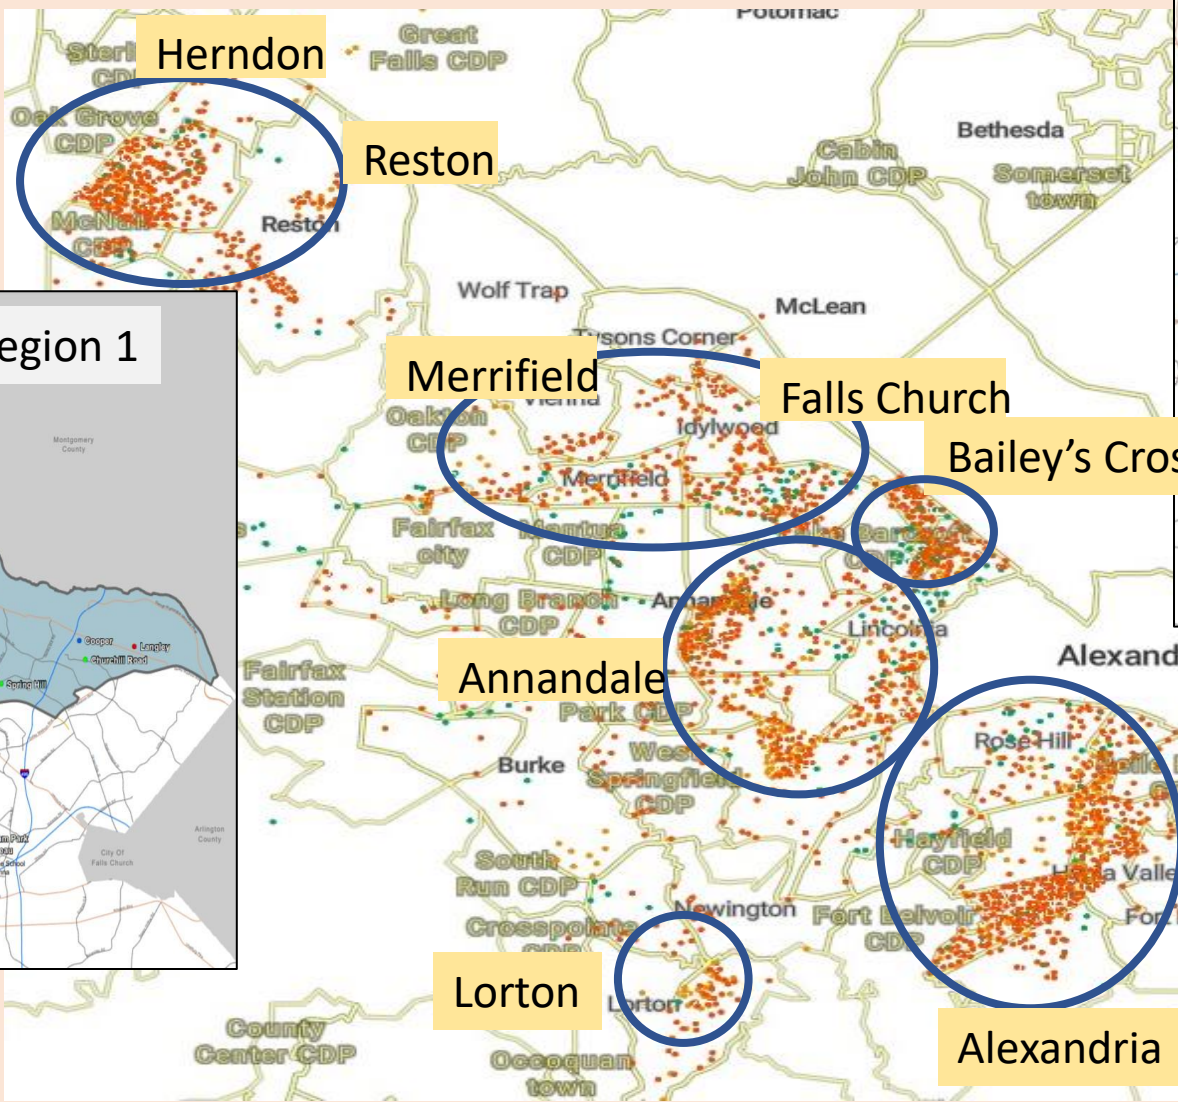 Potomac
Herndon
Great
Falls CDP
Oak Grove
CDP
Bethesda
Reston
Cabin
John CDP
Somerset
town
McNair
CDP
Reston
Wolf Trap
McLean
egion 1
Tysons Corner
Merrifield
Vienna
Falls Church
Oakton
CDP
Idylwood
Montgomery
County
Bailey's Cros
Merrifield
Fairfax
city
Mantua
CDP
Long Branch
CDP
Annandale
Lincolnia
Cooper
Langley
Churchill Road
Spring Hill
Alexand
Fairfax
Station
CDP
Annandale
Park CDP
Rose Hill
Burke
West
Springfield
CDP
Arlington
County
City Of
Falls Church
Hayfield
CDP
South
Run CDP
Newington
Fort Belvoir
CDP
Crosspointe
CDP
Lorton
Lorton
County
Center CDP
Occoquan
town
Alexandria